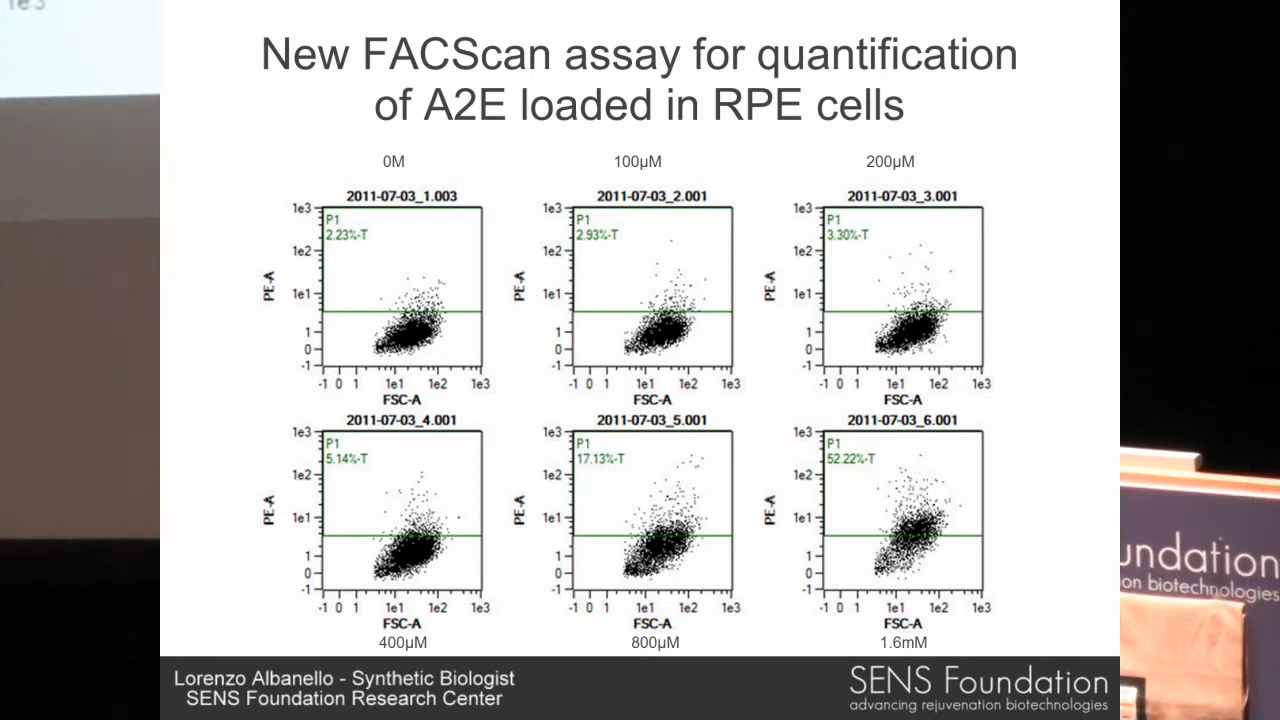 1e3
New FACScan assay for quantification
of A2E loaded in RPE cells
0M
100µM
200µM
2011-07-03_1.003
1e3
1e2
1e1
1
0
-1
P1
2.23%-T
PE-A
-1 0 1 1e1 1e2 1e3
FSC-A
2011-07-03_2.001
1e3
1e2
1e1
1
0
-1
P1
2.93%-T
PE-A
-1 0 1 1e1 1e2 1e3
FSC-A
2011-07-03_3.001
1e3
1e2
1e1
1
0
-1
P1
3.30%-T
PE-A
-1 0 1 1e1 1e2 1e3
FSC-A
2011-07-03_4.001
1e3
1e2
1e1
1
0
-1
P1
5.14%-T
PE-A
-1 0 1 1e1 1e2 1e3
FSC-A
2011-07-03_5.001
1e3
1e2
1e1
1
0
-1
P1
17.13%-T
PE-A
-1 0 1 1e1 1e2 1e3
FSC-A
2011-07-03_6.001
1e3
1e2
1e1
1
0
-1
P1
52.22%-T
PE-A
-1 0 1 1e1 1e2 1e3
FSC-A
400µM
800µM
1.6mM
Lorenzo Albanello - Synthetic Biologist
SENS Foundation Research Center
SENS Foundation
advancing rejuvenation biotechnologies
undation
on biotechnologies